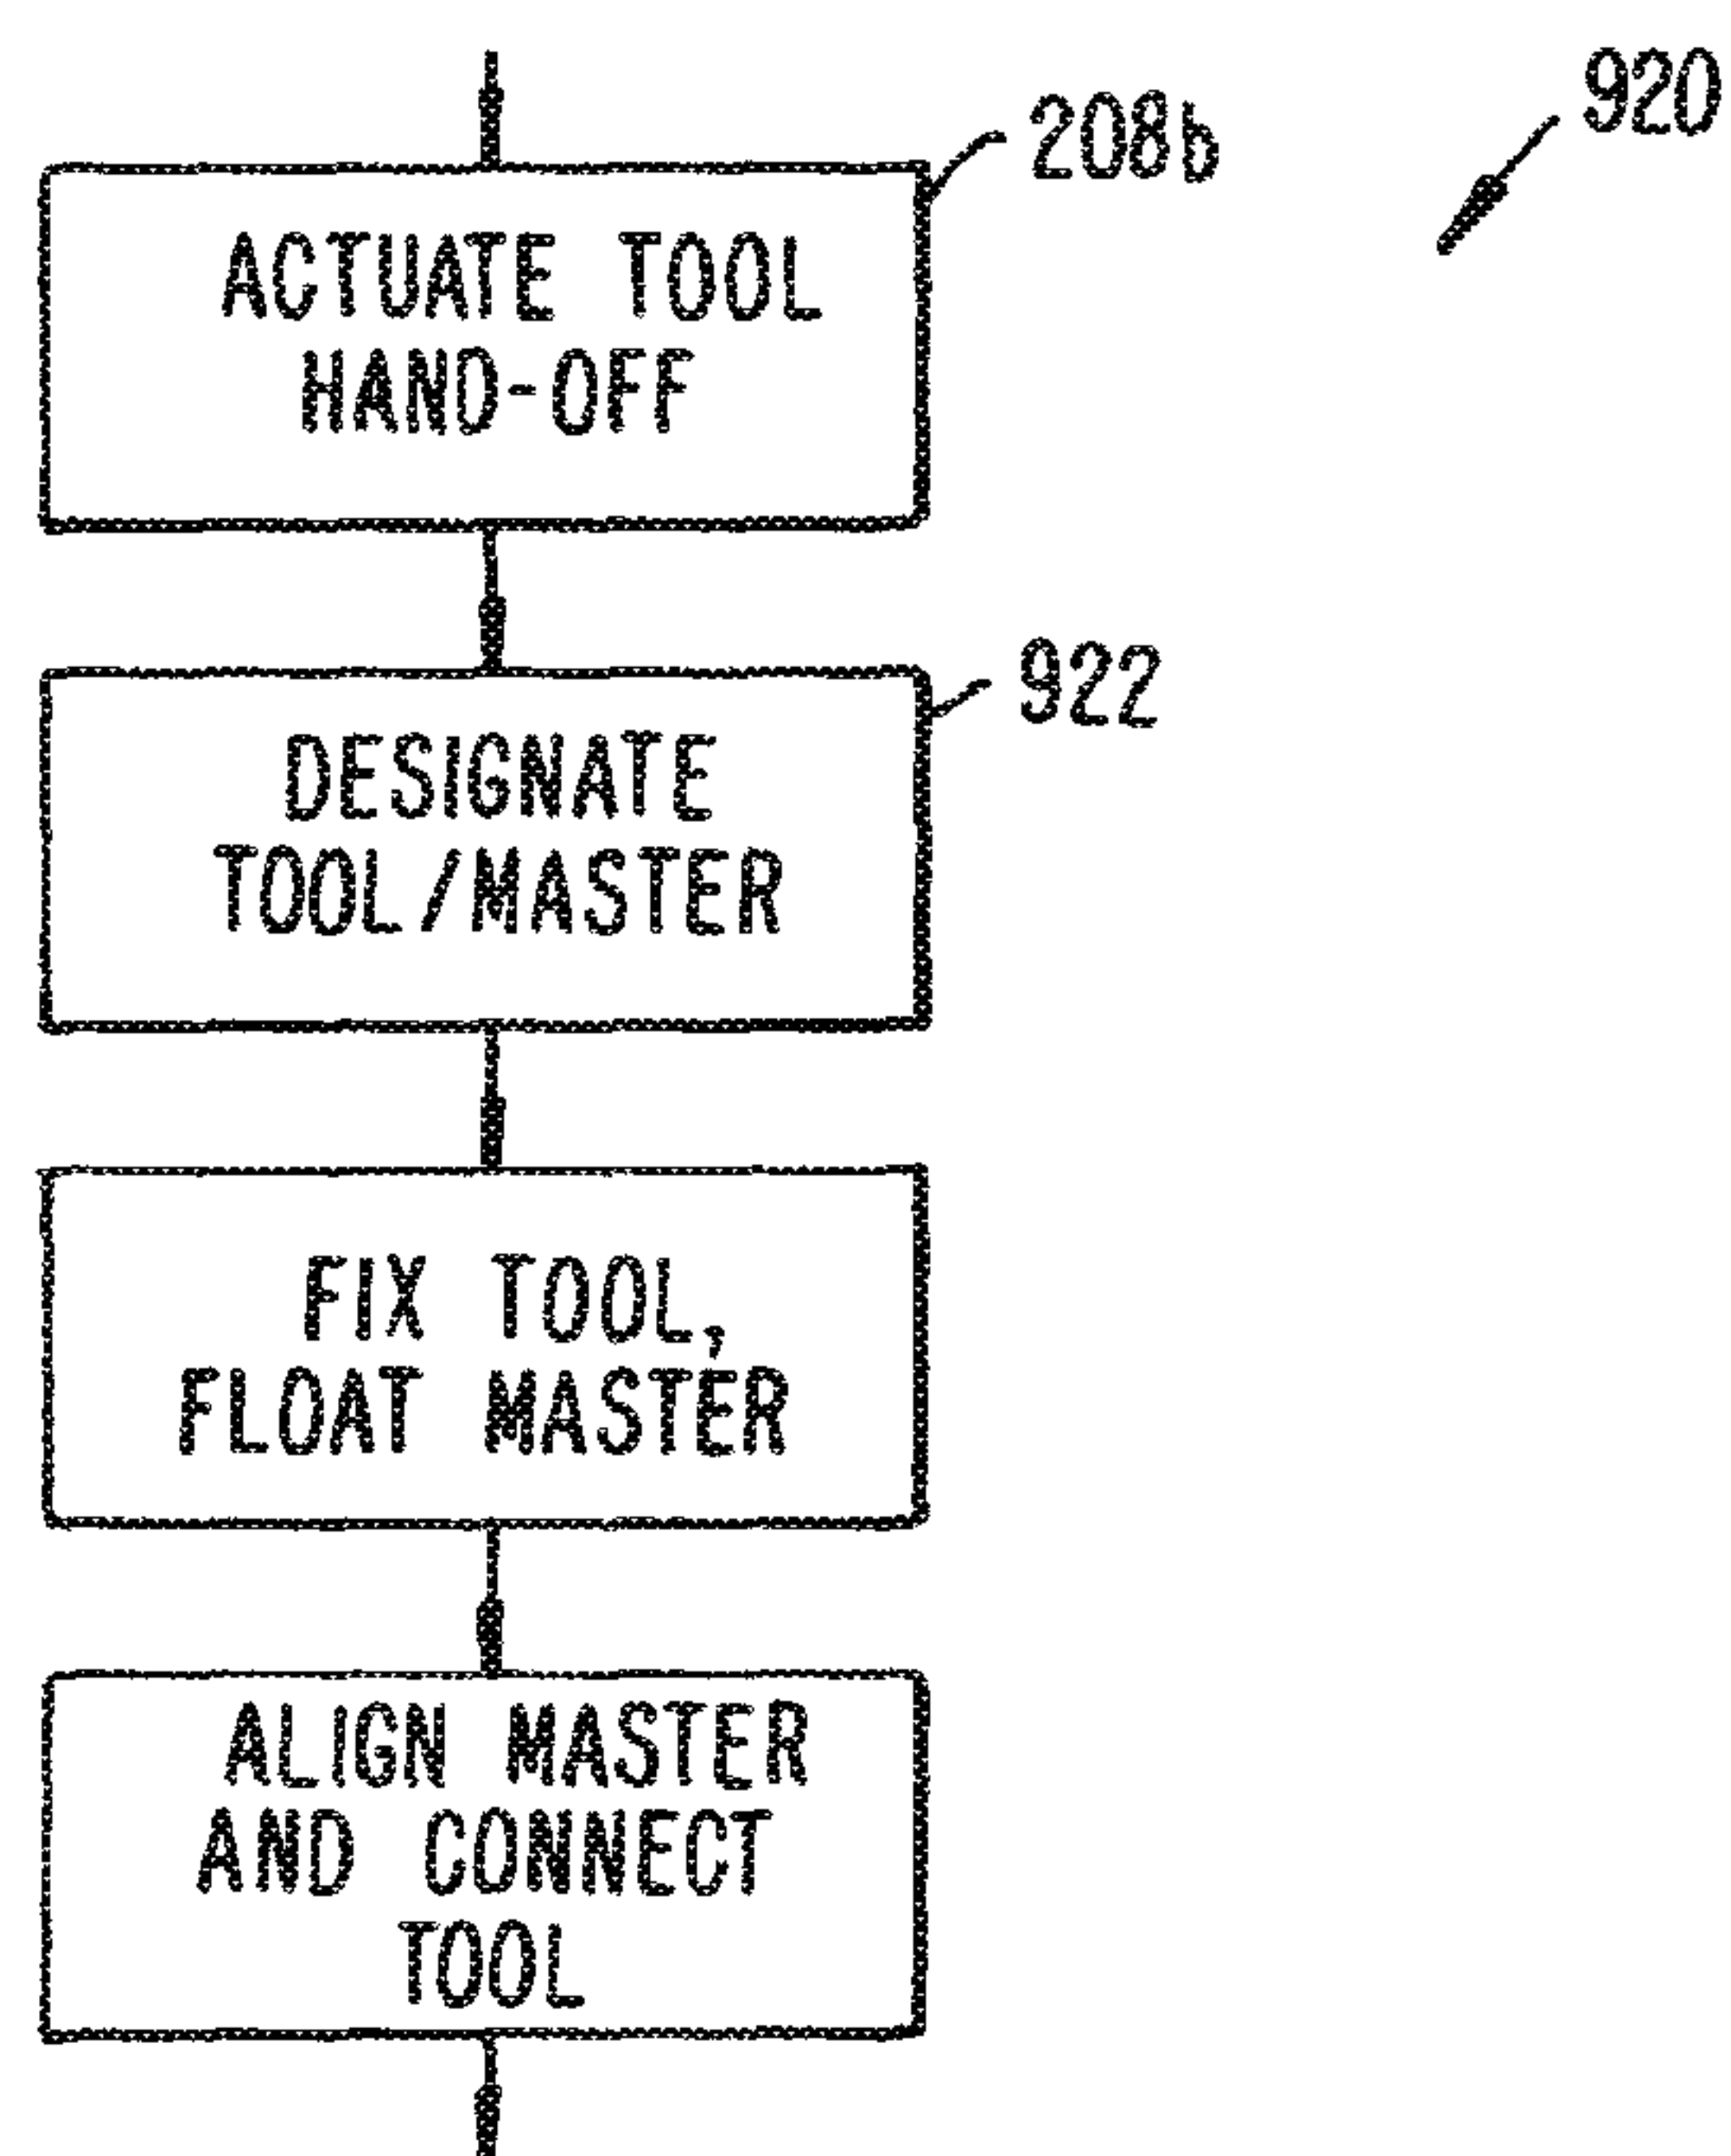 920
208b
ACTUATE TOOL
HAND-OFF
922
DESIGNATE
TOOL/MASTER
FIX TOOL,
FLOAT MASTER
ALIGN MASTER
AND CONNECT
TOOL